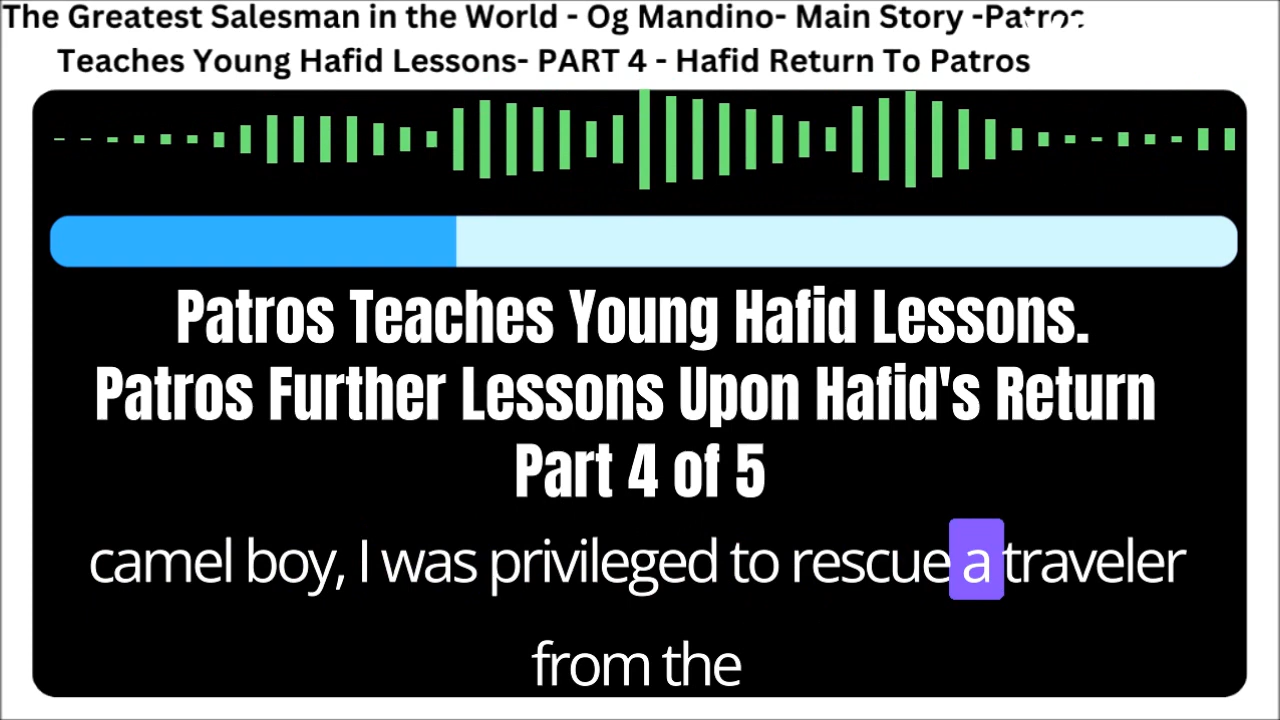 The Greatest Salesman in the World - Og Mandino- Main Story -Patros
Teaches Young Hafid Lessons- PART 4 - Hafid Return To Patros
Patros Teaches Young Hafid Lessons.
Patros Further Lessons Upon Hafid's Return
Part 4 of 5
camel boy, I was privileged to rescue a traveler
from the